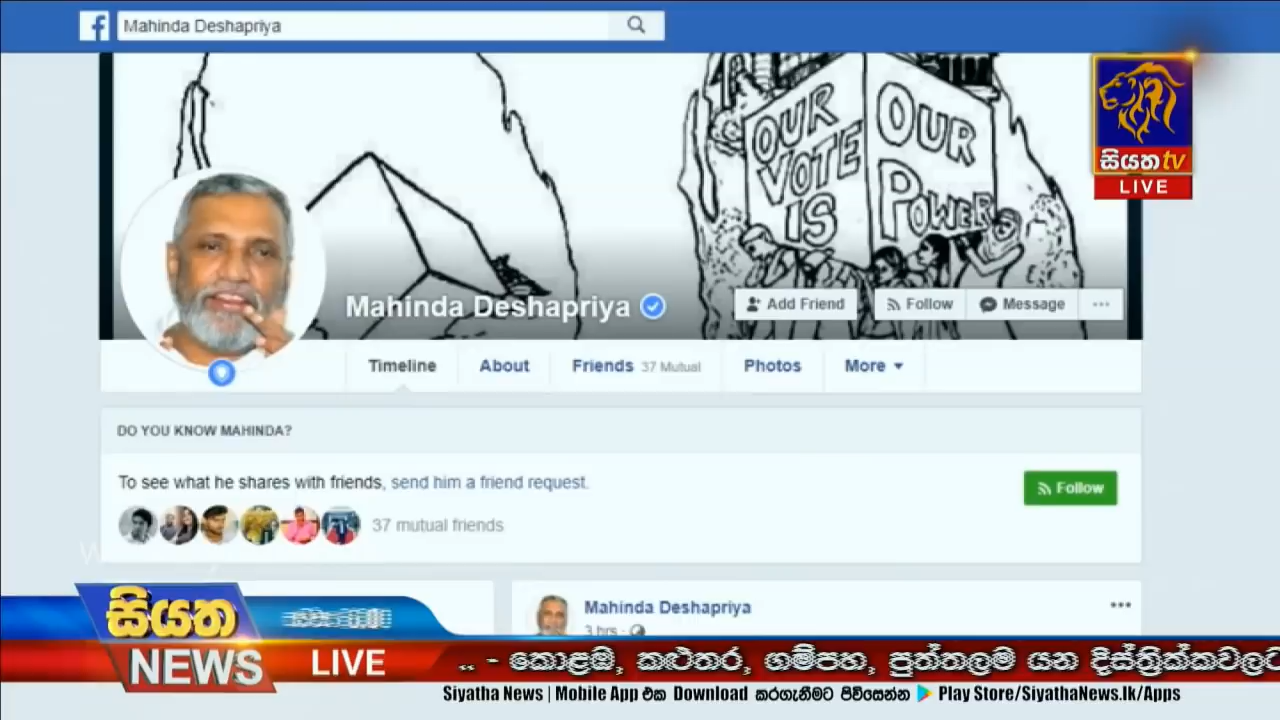 Mahinda Deshapriya
OUR VOTE IS
OUR POWER
සියත tv
LIVE
Mahinda Deshapriya
Add Friend
Follow
Message
Timeline
About
Friends 37 Mutual
Photos
More
DO YOU KNOW MAHINDA?
To see what he shares with friends, send him a friend request.
Follow
37 mutual friends
Mahinda Deshapriya
3 hrs
සියත
NEWS LIVE
.. - කොළඹ, කළුතර, ගම්පහ, පුත්තලම යන දිස්ත්‍රික්කවලට
Siyatha News | Mobile App එක Download කරගැනීමට පිවිසෙන්න Play Store/SiyathaNews.lk/Apps